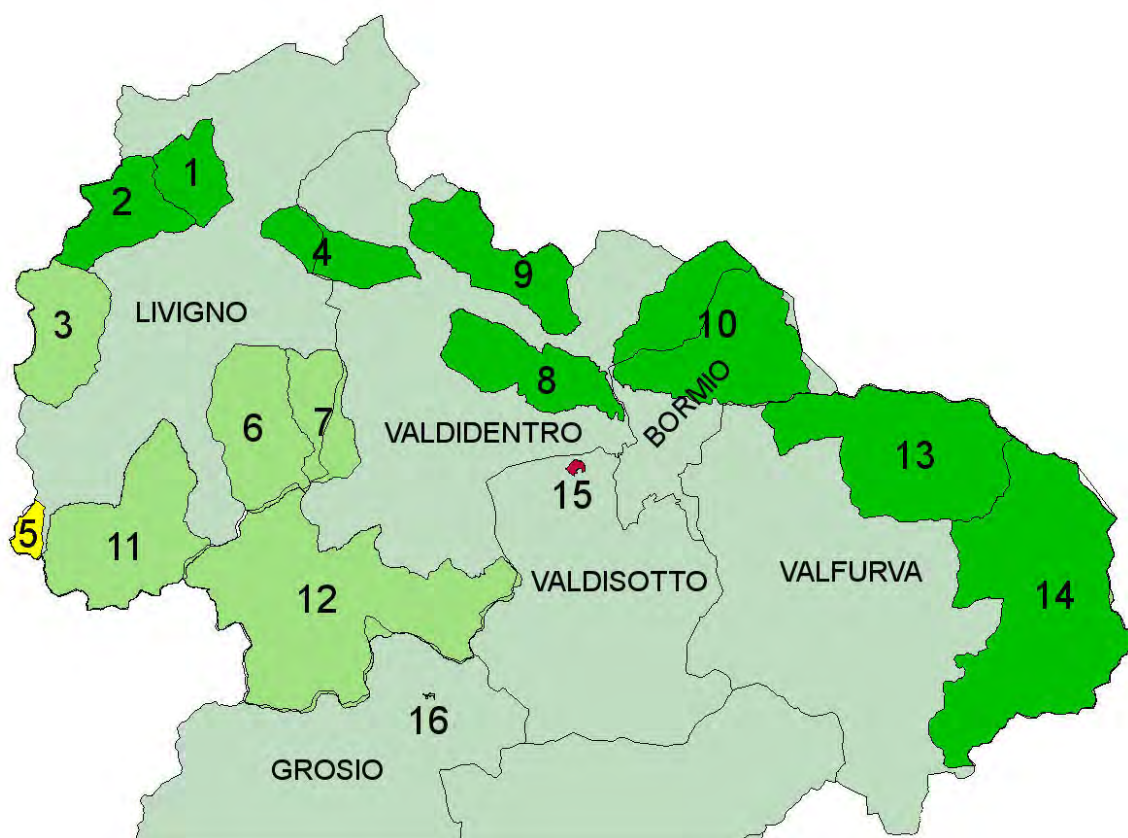 1
2
4
9
3
LIVIGNO
10
8
6
7
VALDIDENTRO
BORMIO
13
15
5
11
12
VALDISOTTO
VALFURVA
14
16
GROSIO